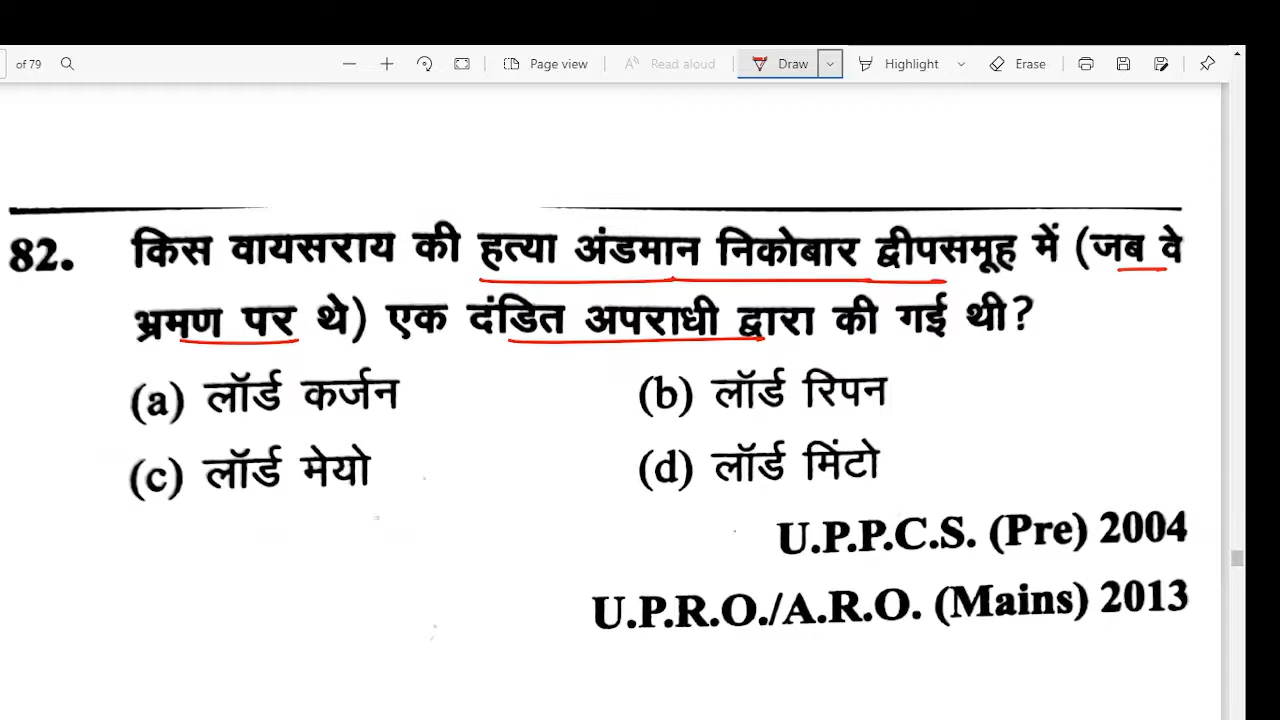 of 79 Page view Read aloud Draw Highlight Erase
82. किस वायसराय की हत्या अंडमान निकोबार द्वीपसमूह में (जब वे
भ्रमण पर थे) एक दंडित अपराधी द्वारा की गई थी?
(a) लॉर्ड कर्जन (b) लॉर्ड रिपन
(c) लॉर्ड मेयो (d) लॉर्ड मिंटो
U.P.P.C.S. (Pre) 2004
U.P.R.O./A.R.O. (Mains) 2013